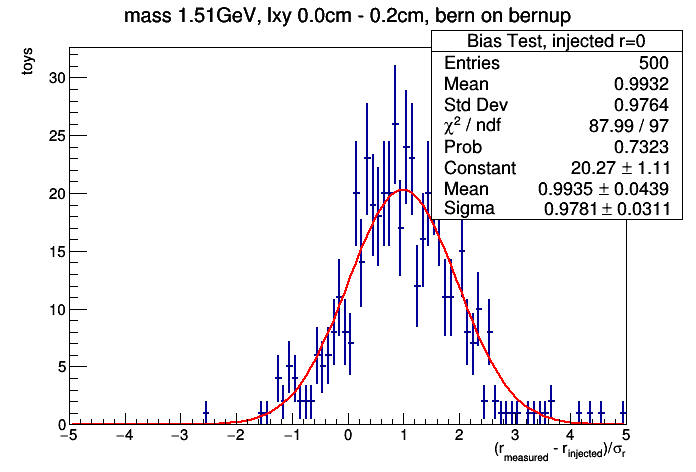 mass 1.51GeV, lxy 0.0cm - 0.2cm, bern on bernup
toys
Bias Test, injected r=0
Entries 500
Mean 0.9932
Std Dev 0.9764
χ² / ndf 87.99 / 97
Prob 0.7323
Constant 20.27 ± 1.11
Mean 0.9935 ± 0.0439
Sigma 0.9781 ± 0.0311
30
25
20
15
10
5
0
−5 −4 −3 −2 −1 0 1 2 3 4 5
(r_measured - r_injected)/σ_r